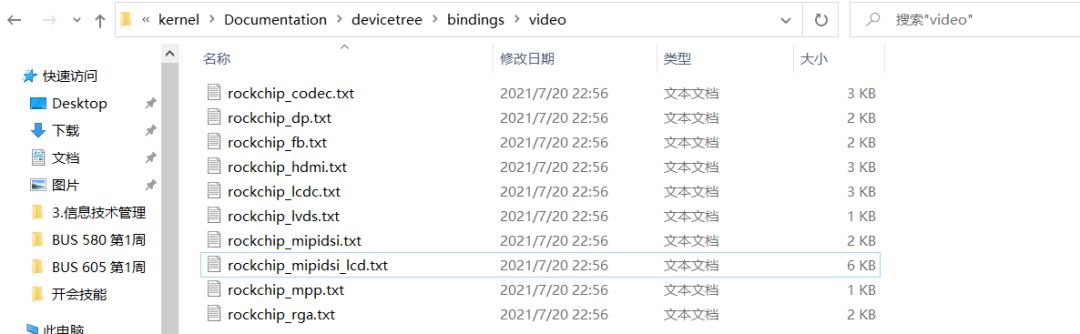 « kernel › Documentation › devicetree › bindings › video
搜索"video"
快速访问
Desktop
下载
文档
图片
3.信息技术管理
BUS 580 第1周
BUS 605 第1周
开会技能
此电脑
名称 修改日期 类型 大小
rockchip_codec.txt 2021/7/20 22:56 文本文档 3 KB
rockchip_dp.txt 2021/7/20 22:56 文本文档 2 KB
rockchip_fb.txt 2021/7/20 22:56 文本文档 2 KB
rockchip_hdmi.txt 2021/7/20 22:56 文本文档 3 KB
rockchip_lcdc.txt 2021/7/20 22:56 文本文档 3 KB
rockchip_lvds.txt 2021/7/20 22:56 文本文档 1 KB
rockchip_mipidsi.txt 2021/7/20 22:56 文本文档 2 KB
rockchip_mipidsi_lcd.txt 2021/7/20 22:56 文本文档 6 KB
rockchip_mpp.txt 2021/7/20 22:56 文本文档 1 KB
rockchip_rga.txt 2021/7/20 22:56 文本文档 1 KB